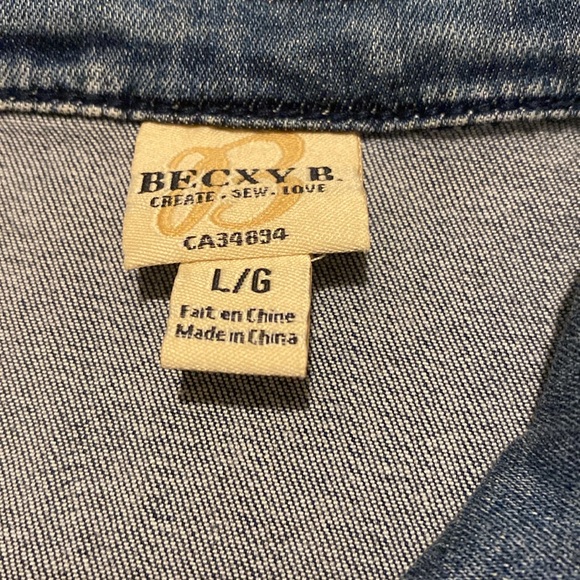 B
BECXY B.
CREATE . SEW . LOVE
CA34894
L/G
Fait en Chine
Made in China